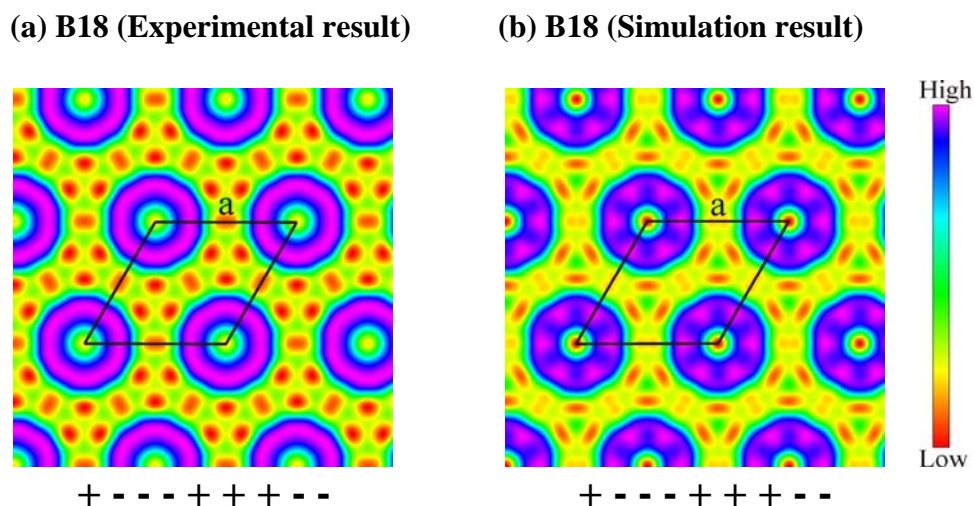 (a) B18 (Experimental result)
(b) B18 (Simulation result)
High
a
a
Low
+ - - - + + + - -
+ - - - + + + - -